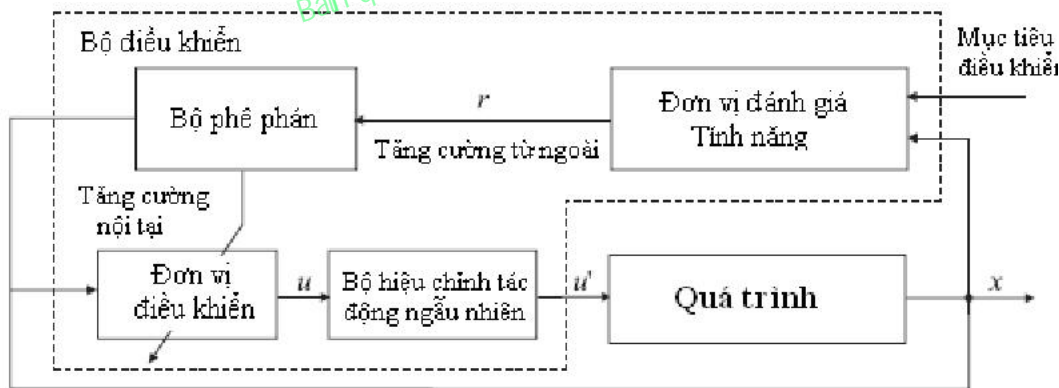 Bộ điều khiển
Mục tiêu
điều khiển
Bộ phê phán
r
Tăng cường từ ngoài
Đơn vị đánh giá
Tính năng
Tăng cường
nội tại
Đơn vị
điều khiển
u
Bộ hiệu chỉnh tác
động ngẫu nhiên
u'
Quá trình
x